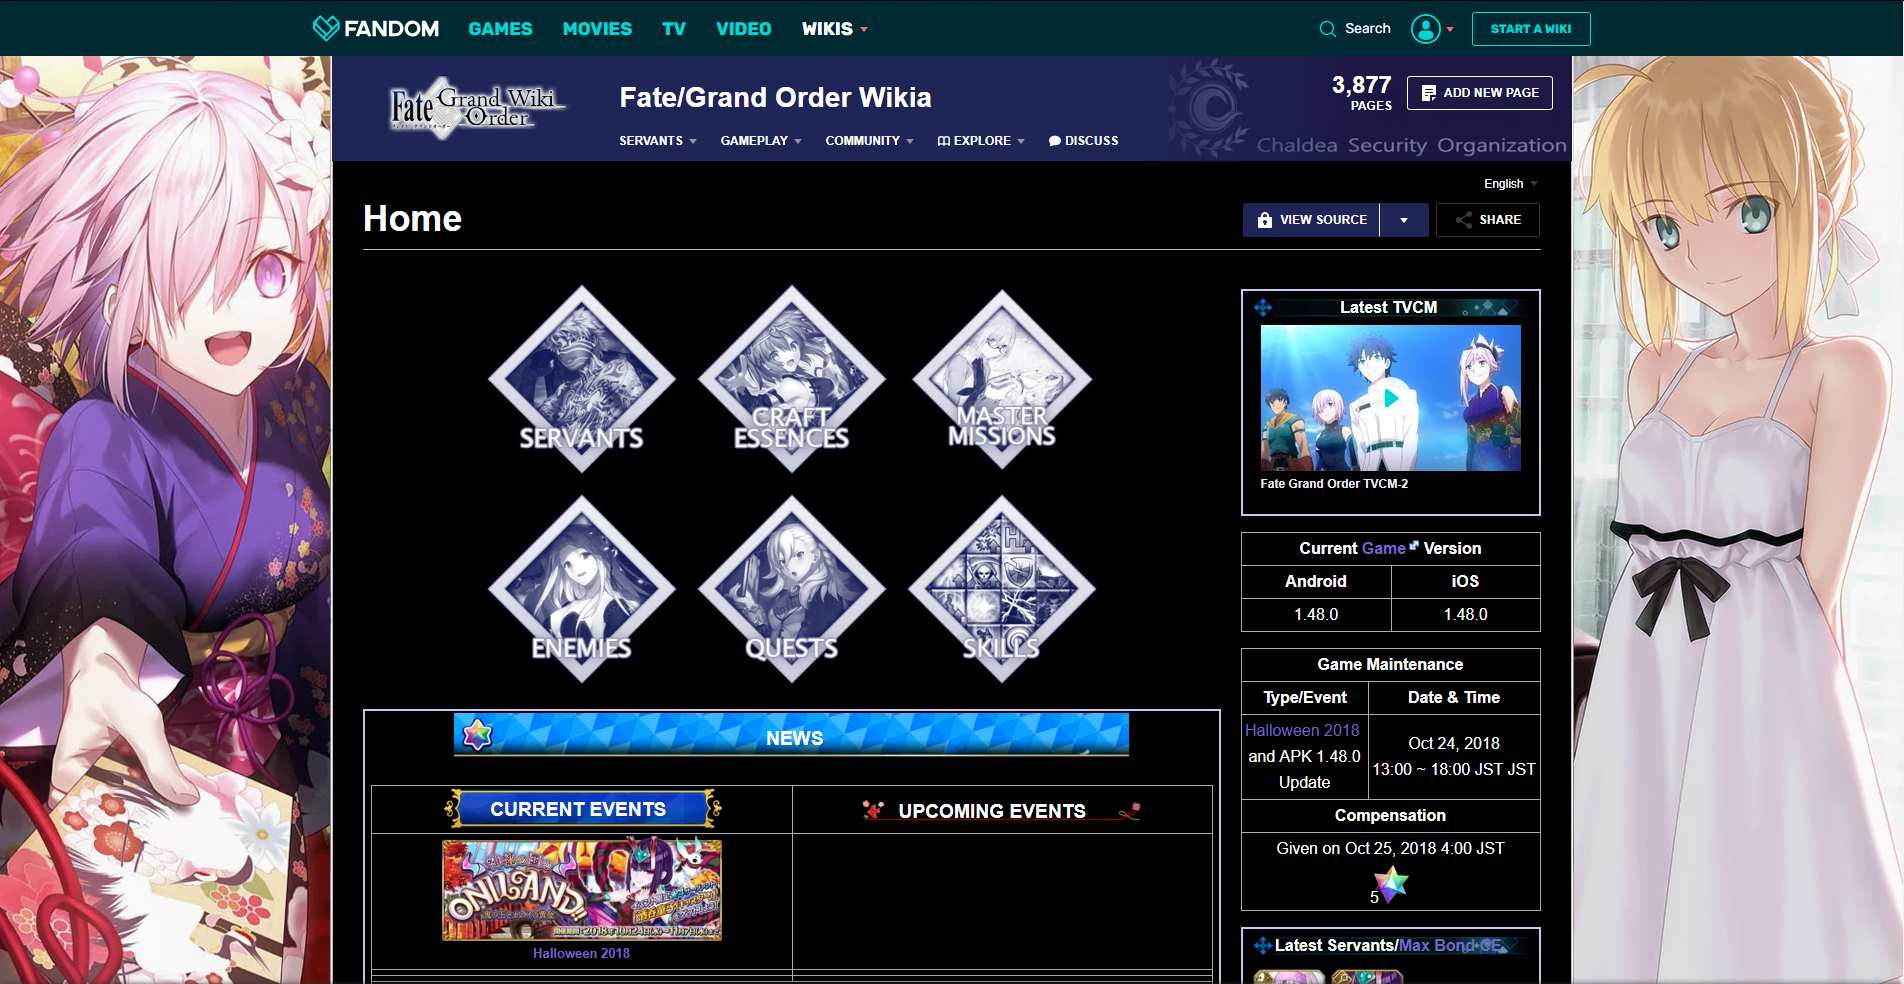 FANDOM GAMES MOVIES TV VIDEO WIKIS Search START A WIKI
Fate Grand Wiki
Order
Fate/Grand Order Wikia
3,877
PAGES
ADD NEW PAGE
SERVANTS GAMEPLAY COMMUNITY EXPLORE DISCUSS
Chaldea Security Organization
English
Home
VIEW SOURCE SHARE
SERVANTS
CRAFT
ESSENCES
MASTER
MISSIONS
ENEMIES
QUESTS
SKILLS
NEWS
CURRENT EVENTS
UPCOMING EVENTS
ONILAND!!
Halloween 2018
Latest TVCM
Fate Grand Order TVCM-2
Current Game Version
Android iOS
1.48.0 1.48.0
Game Maintenance
Type/Event Date & Time
Halloween 2018
and APK 1.48.0
Update
Oct 24, 2018
13:00 ~ 18:00 JST JST
Compensation
Given on Oct 25, 2018 4:00 JST
5
Latest Servants/Max Bond CE